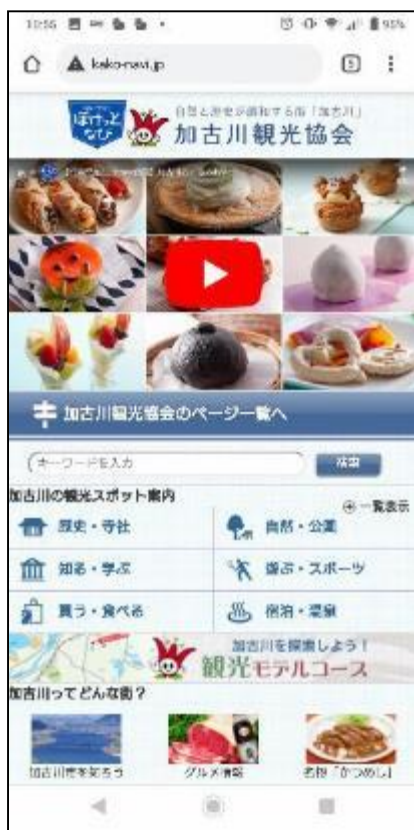 10:55
95%
kako-navi.jp
5
ぽけっと
なび
自然と歴史が調和する街「加古川」
加古川観光協会
加古川観光協会のページ一覧へ
キーワードを入力
検索
加古川の観光スポット案内
一覧表示
歴史・寺社
自然・公園
知る・学ぶ
遊ぶ・スポーツ
買う・食べる
宿泊・温泉
加古川を探索しよう！
観光モデルコース
加古川ってどんな街？
加古川市を知ろう
グルメ情報
名物「かつめし」